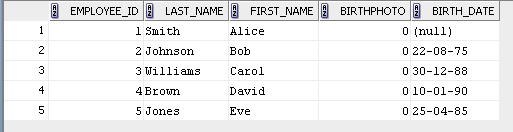 EMPLOYEE_ID LAST_NAME FIRST_NAME BIRTHPHOTO BIRTH_DATE
1 1 Smith Alice 0 (null)
2 2 Johnson Bob 0 22-08-75
3 3 Williams Carol 0 30-12-88
4 4 Brown David 0 10-01-90
5 5 Jones Eve 0 25-04-85